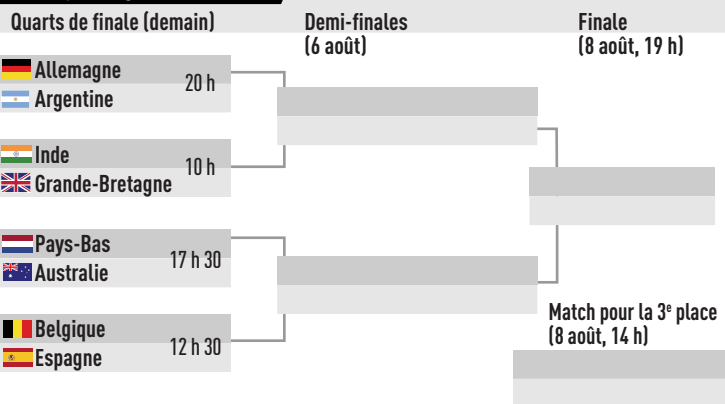 Quarts de finale (demain)
Demi-finales
(6 août)
Finale
(8 août, 19 h)
Allemagne
20 h
Argentine
Inde
10 h
Grande-Bretagne
Pays-Bas
17 h 30
Australie
Belgique
12 h 30
Espagne
Match pour la 3e place
(8 août, 14 h)